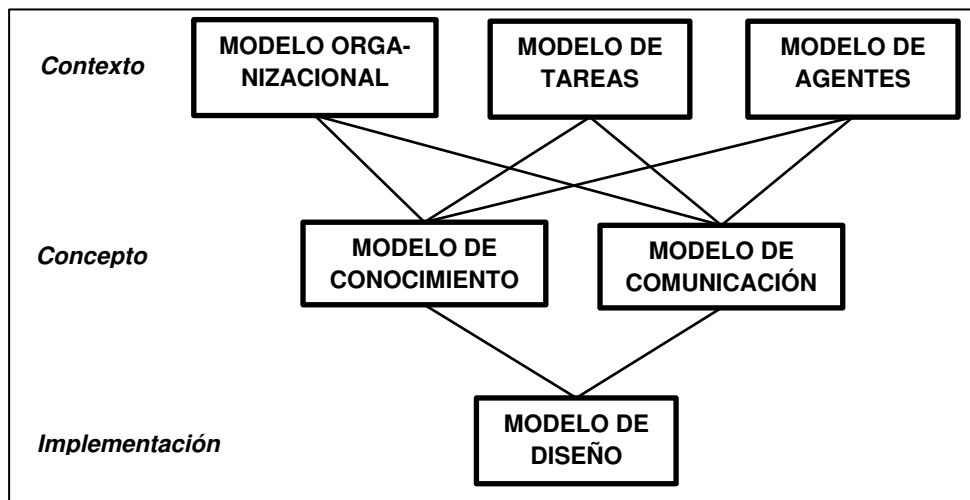 Contexto
MODELO ORGA-
NIZACIONAL
MODELO DE
TAREAS
MODELO DE
AGENTES
Concepto
MODELO DE
CONOCIMIENTO
MODELO DE
COMUNICACIÓN
Implementación
MODELO DE
DISEÑO